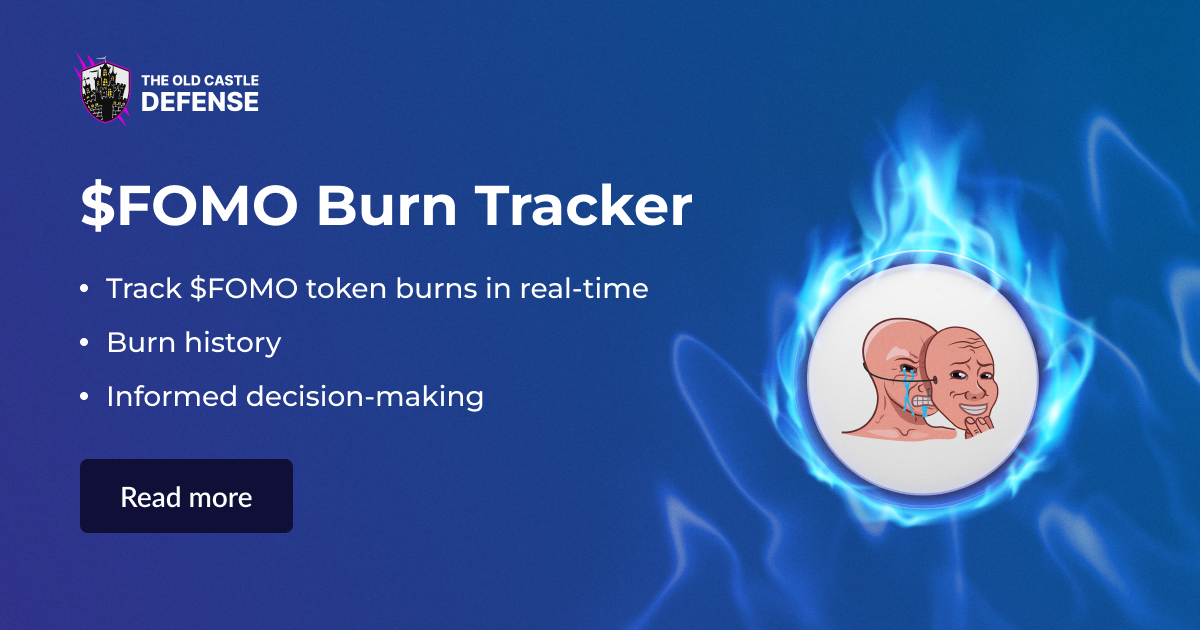 THE OLD CASTLE
DEFENSE
$FOMO Burn Tracker
• Track $FOMO token burns in real-time
• Burn history
• Informed decision-making
Read more